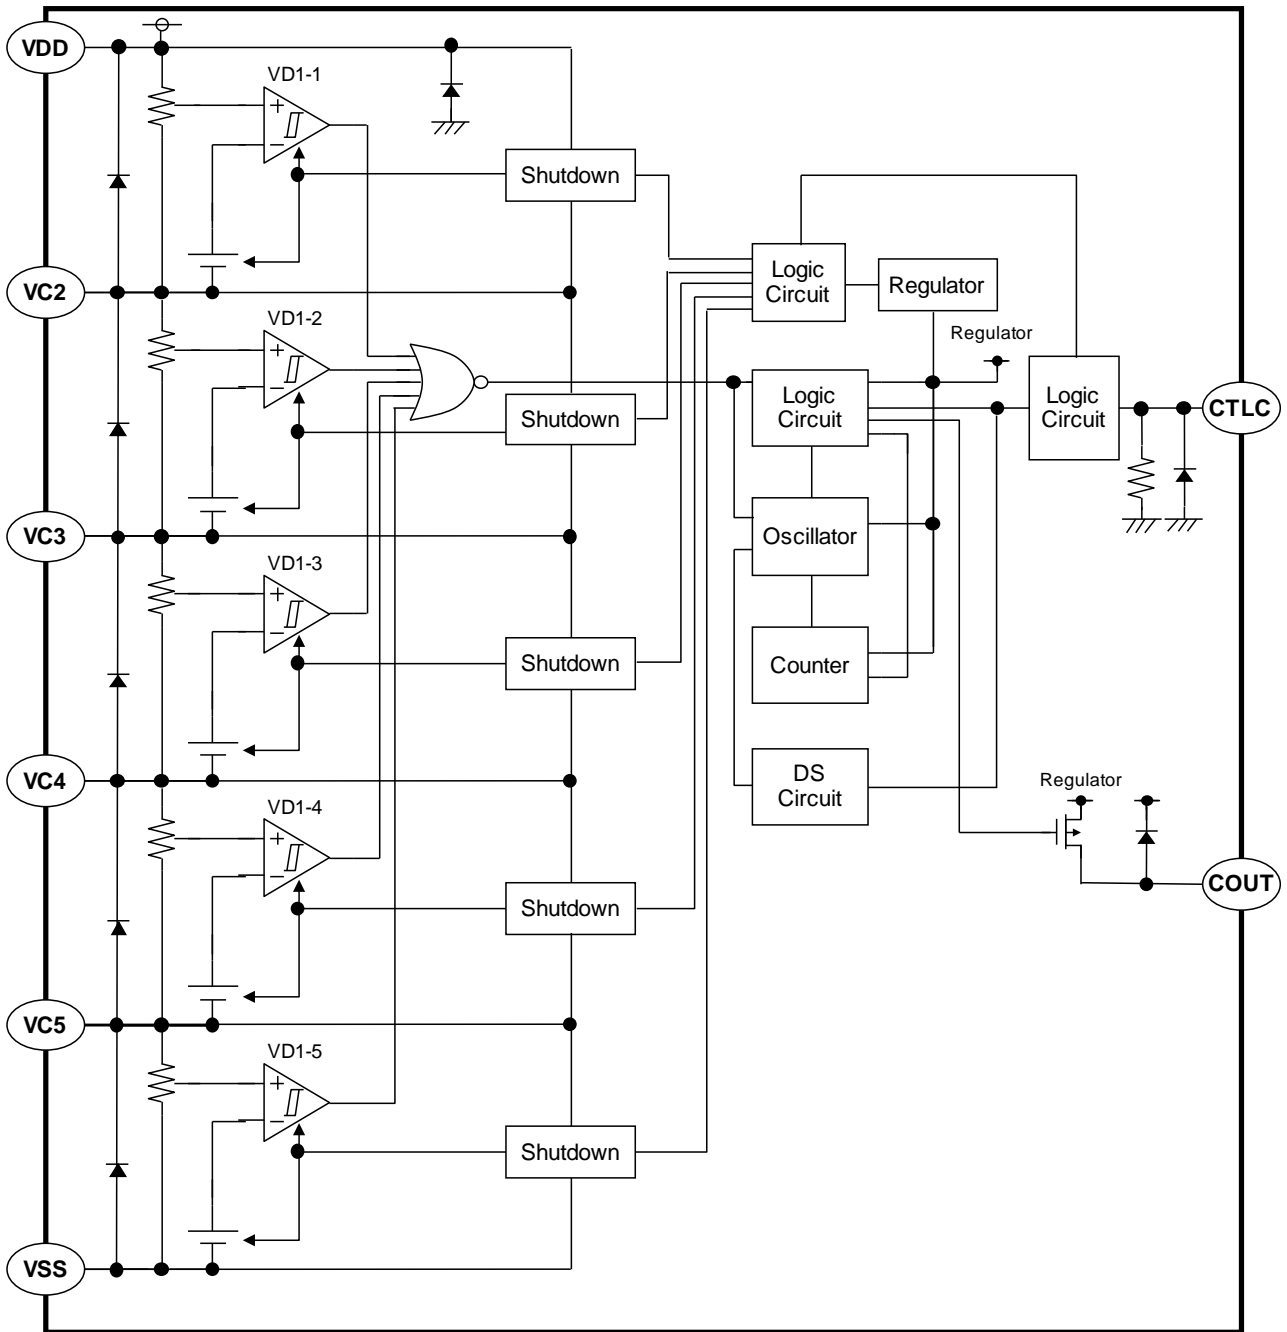 VDD
VD1-1
+
−
Shutdown
Logic
Circuit
Regulator
VC2
VD1-2
+
−
Regulator
Shutdown
Logic
Circuit
Logic
Circuit
CTLC
VC3
Oscillator
VD1-3
+
−
Shutdown
Counter
VC4
DS
Circuit
Regulator
VD1-4
+
−
Shutdown
COUT
VC5
VD1-5
+
−
Shutdown
VSS